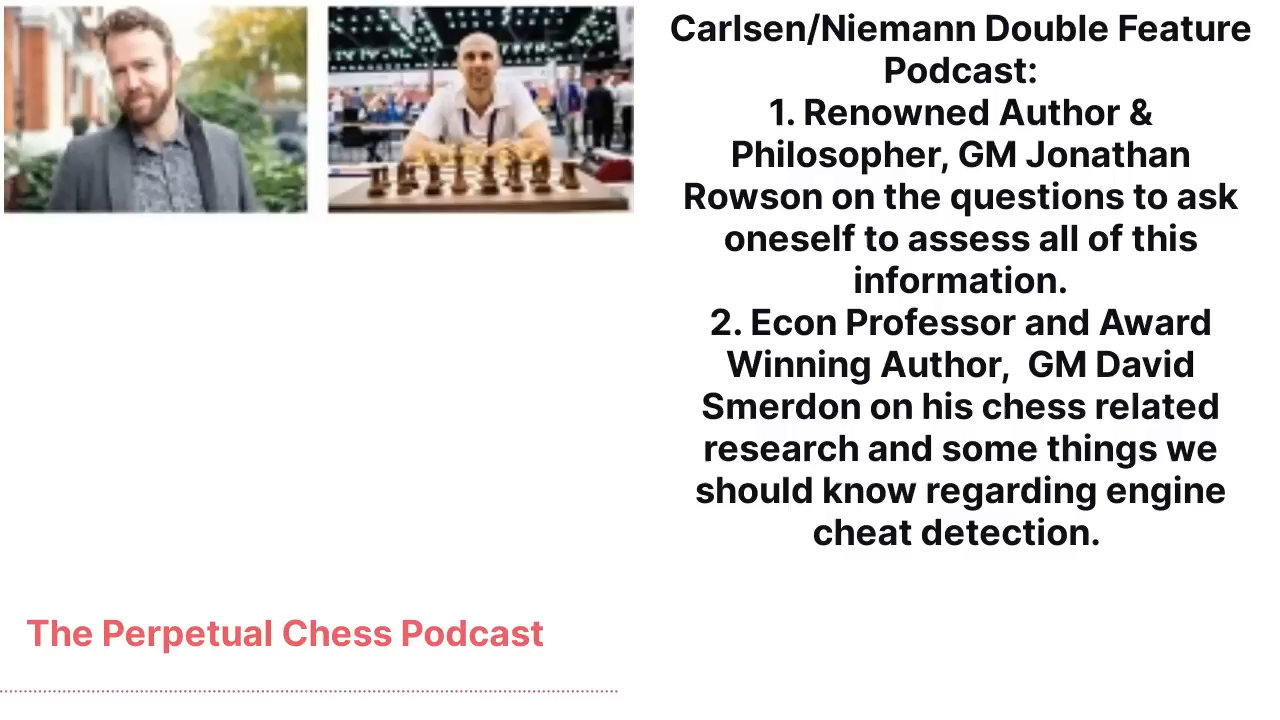 Carlsen/Niemann Double Feature
Podcast:
1. Renowned Author &
Philosopher, GM Jonathan
Rowson on the questions to ask
oneself to assess all of this
information.
2. Econ Professor and Award
Winning Author,  GM David
Smerdon on his chess related
research and some things we
should know regarding engine
cheat detection.
The Perpetual Chess Podcast